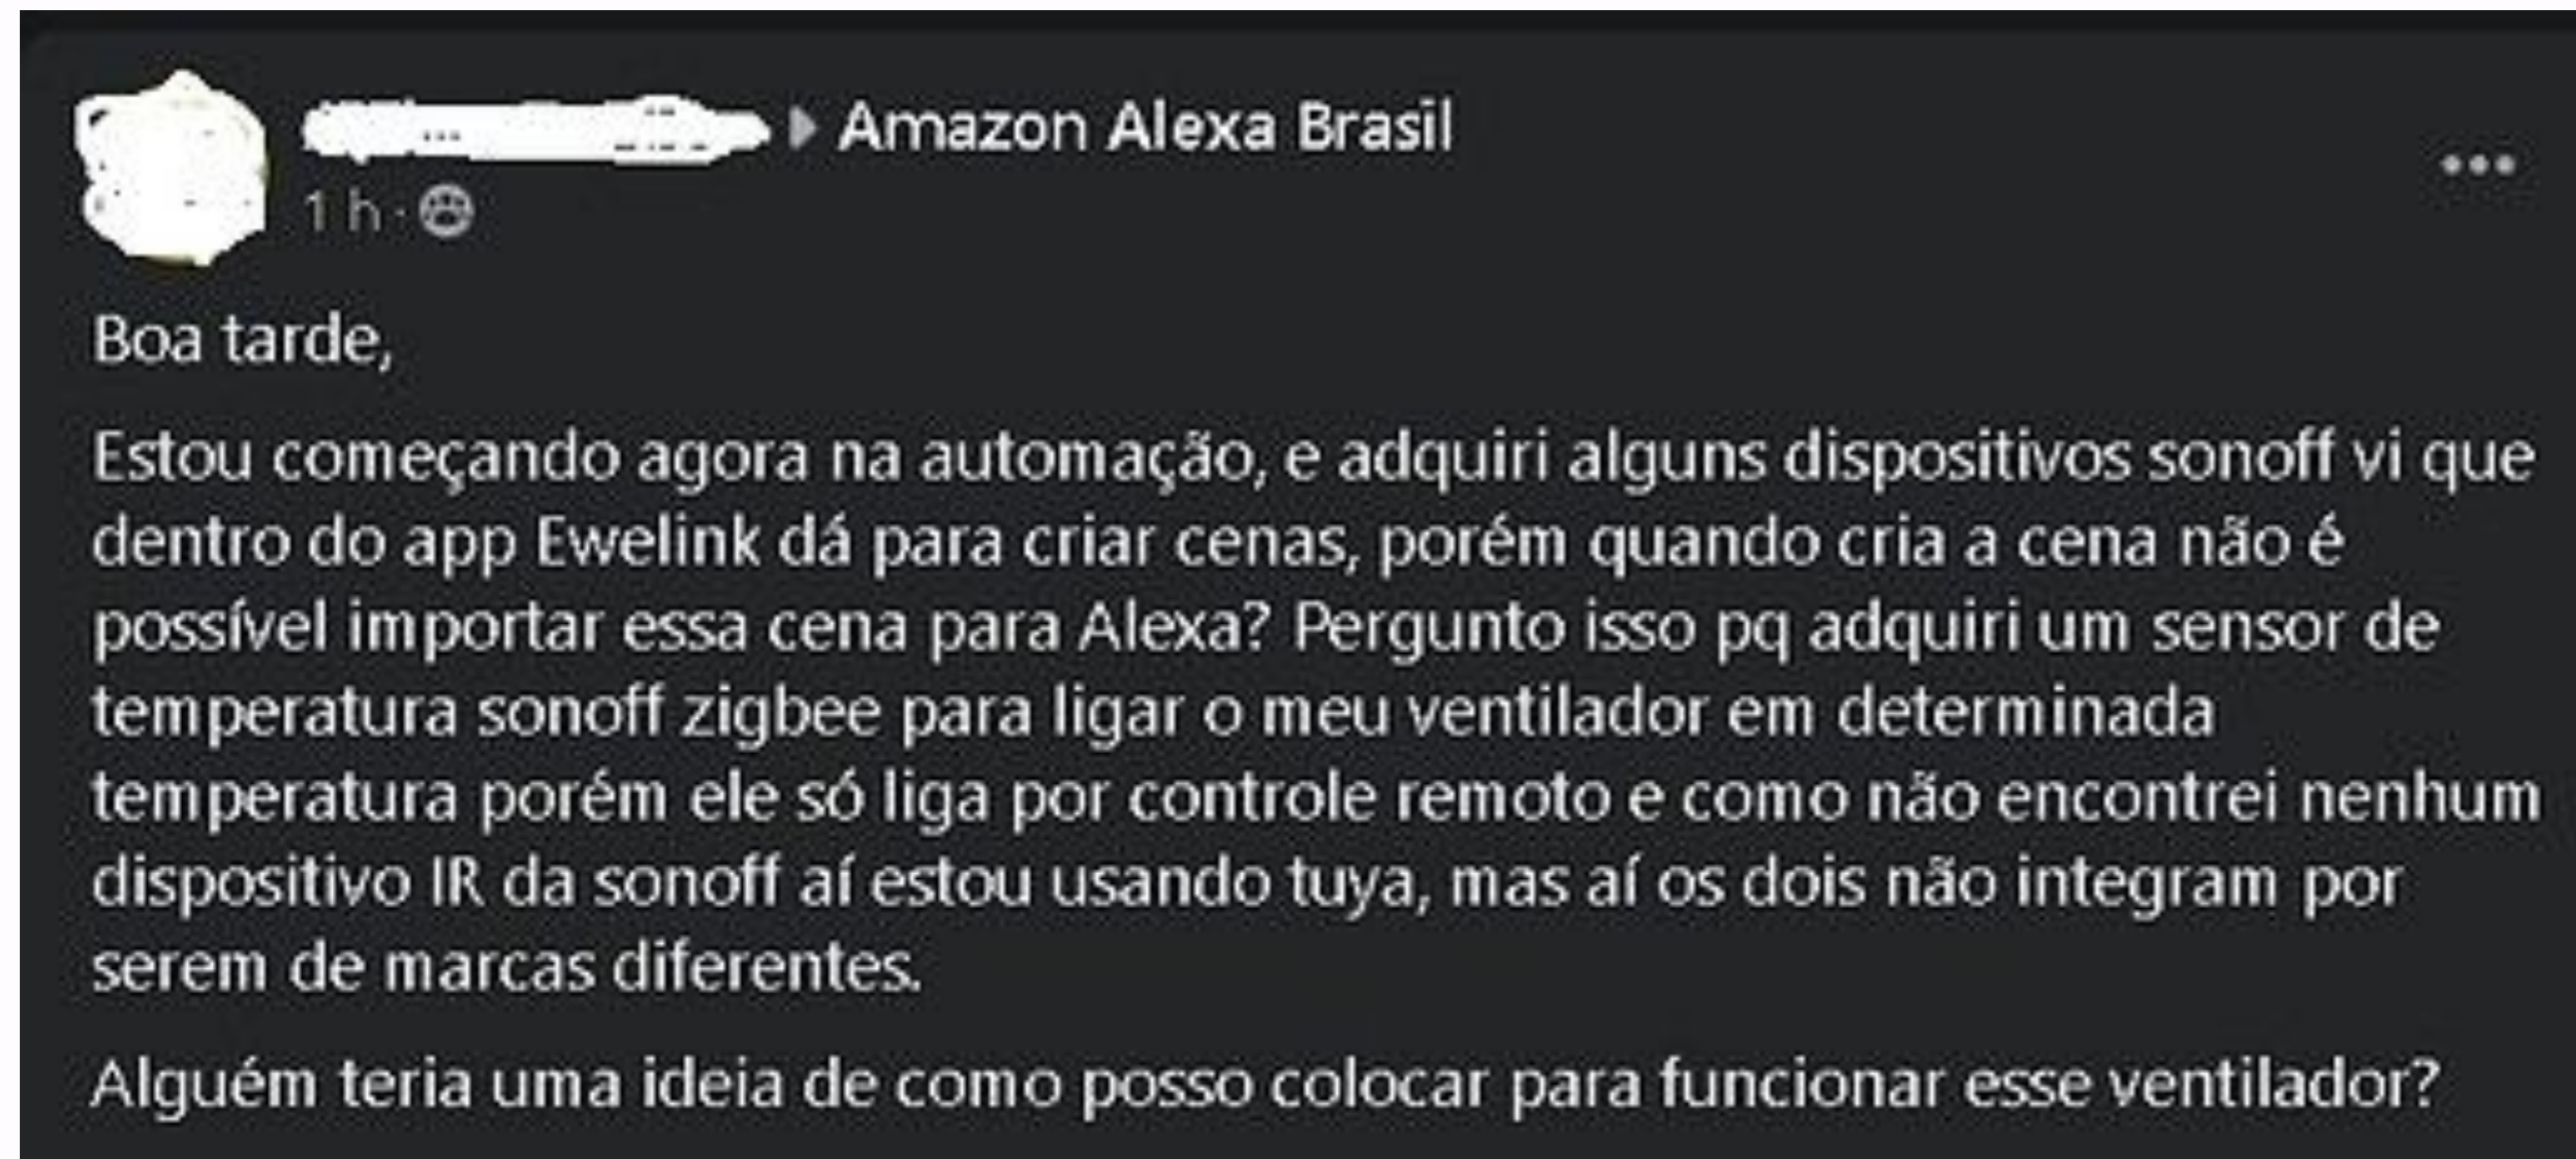 Amazon Alexa Brasil
1 h ·
Boa tarde,
Estou começando agora na automação, e adquiri alguns dispositivos sonoff vi que
dentro do app Ewelink dá para criar cenas, porém quando cria a cena não é
possível importar essa cena para Alexa? Pergunto isso pq adquiri um sensor de
temperatura sonoff zigbee para ligar o meu ventilador em determinada
temperatura porém ele só liga por controle remoto e como não encontrei nenhum
dispositivo IR da sonoff aí estou usando tuya, mas aí os dois não integram por
serem de marcas diferentes.
Alguém teria uma ideia de como posso colocar para funcionar esse ventilador?